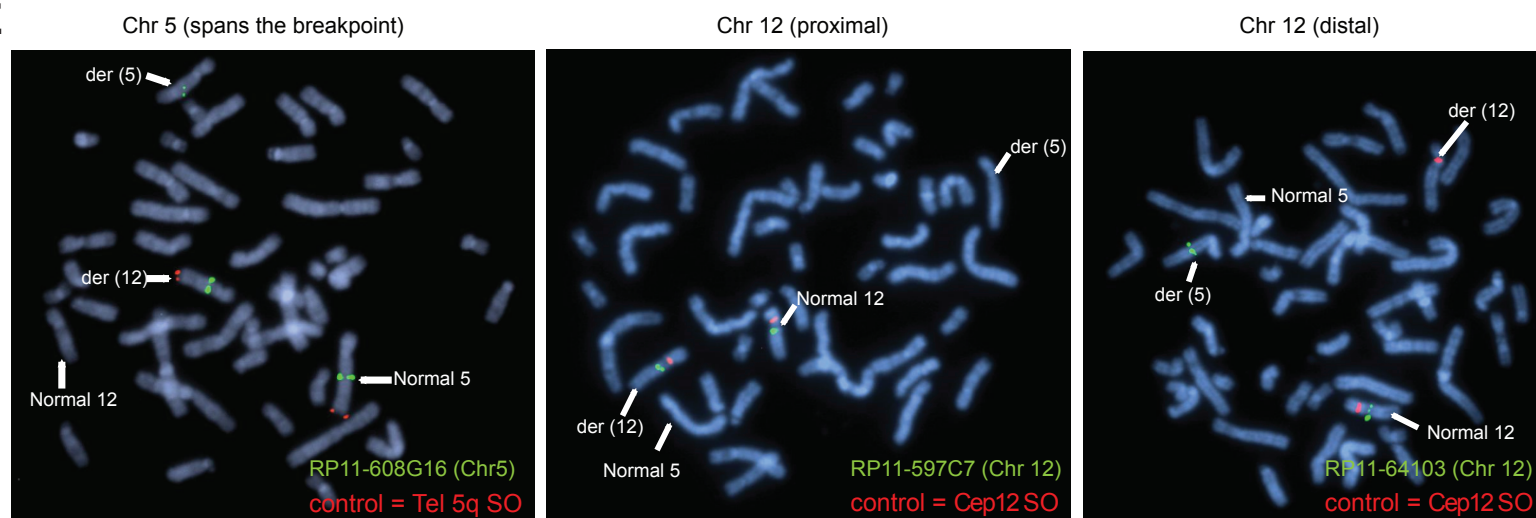 Chr 5 (spans the breakpoint)
der (5)
der (12)
Normal 12
Normal 5
RP11-608G16 (Chr5)
control = Tel 5q SO
Chr 12 (proximal)
der (5)
Normal 12
der (12)
Normal 5
RP11-597C7 (Chr 12)
control = Cep12 SO
Chr 12 (distal)
der (12)
Normal 5
der (5)
Normal 12
RP11-64103 (Chr 12)
control = Cep12 SO